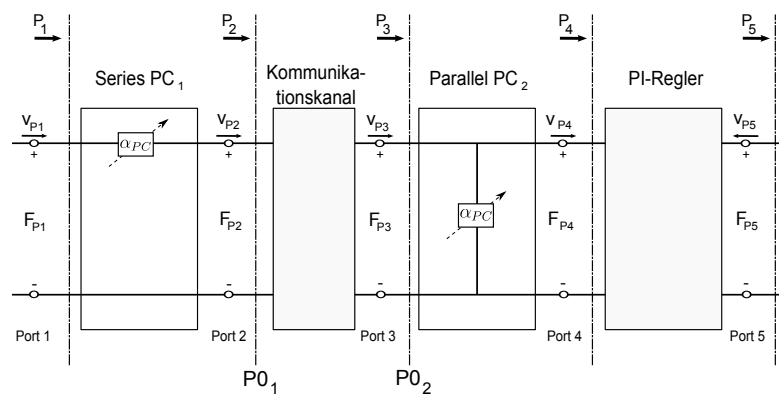 P1 P2 P3 P4 P5
Series PC1 Kommunika-
tionskanal Parallel PC2 PI-Regler
vP1 vP2 vP3 vP4 vP5
+ αPC + + + +
FP1 FP2 FP3 αPC FP4 FP5
- - - - -
Port 1 Port 2 Port 3 Port 4 Port 5
P01 P02